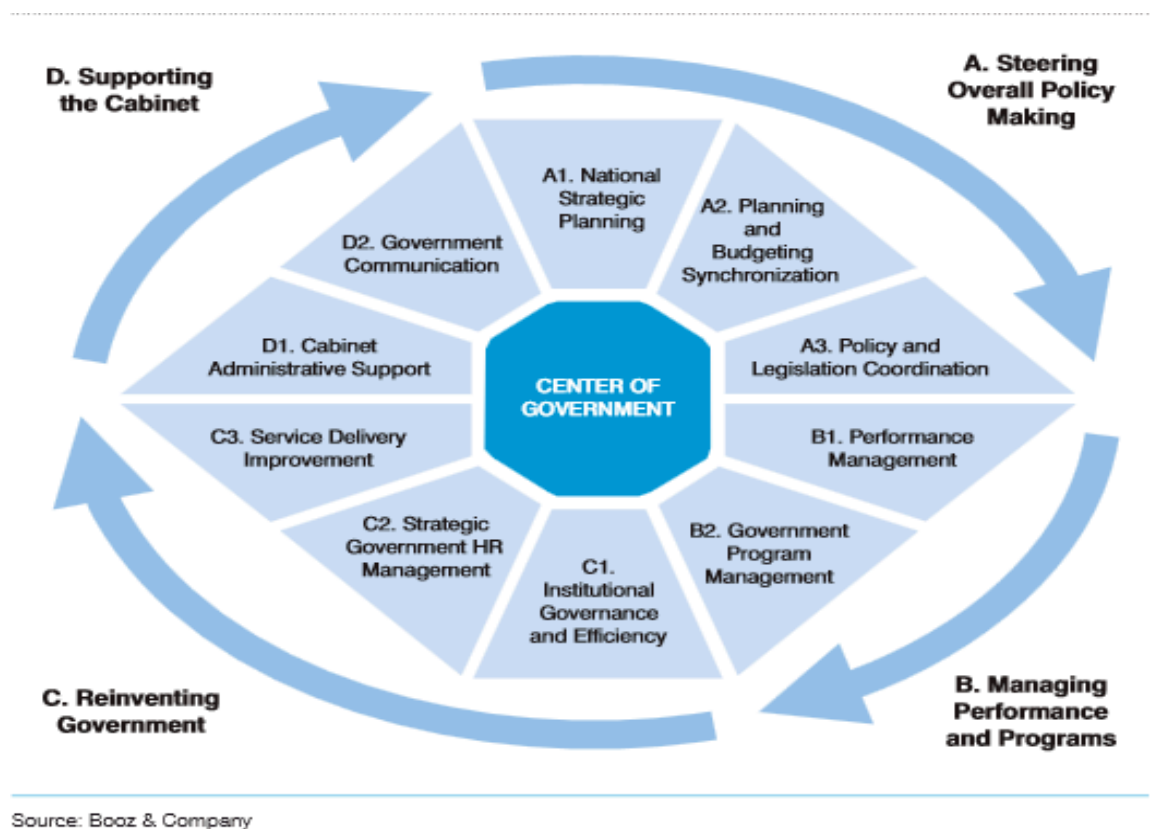 D. Supporting
the Cabinet
A. Steering
Overall Policy
Making
A1. National
Strategic
Planning
A2. Planning
and
Budgeting
Synchronization
D2. Government
Communication
D1. Cabinet
Administrative Support
A3. Policy and
Legislation Coordination
CENTER OF
GOVERNMENT
C3. Service Delivery
Improvement
B1. Performance
Management
C2. Strategic
Government HR
Management
C1.
Institutional
Governance
and Efficiency
B2. Government
Program
Management
C. Reinventing
Government
B. Managing
Performance
and Programs
Source: Booz & Company